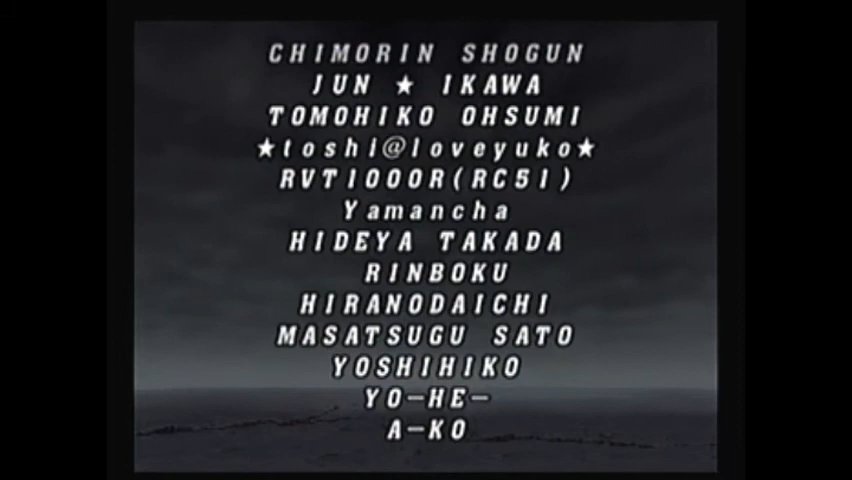 CHIMORIN SHOGUN
JUN ★ IKAWA
TOMOHIKO OHSUMI
★toshi@loveyuko★
RVT1000R(RC51)
Yamancha
HIDEYA TAKADA
RINBOKU
HIRANODAICHI
MASATSUGU SATO
YOSHIHIKO
YO-HE-
A-KO